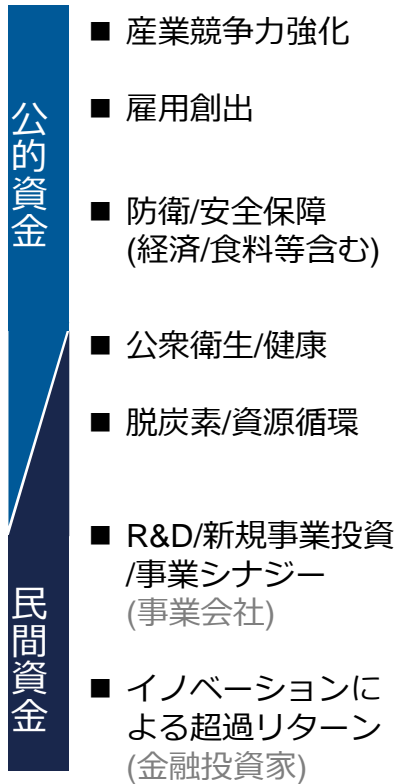 公的資金
■ 産業競争力強化
■ 雇用創出
■ 防衛/安全保障
(経済/食料等含む)
■ 公衆衛生/健康
■ 脱炭素/資源循環
民間資金
■ R&D/新規事業投資
/事業シナジー
(事業会社)
■ イノベーションに
よる超過リターン
(金融投資家)